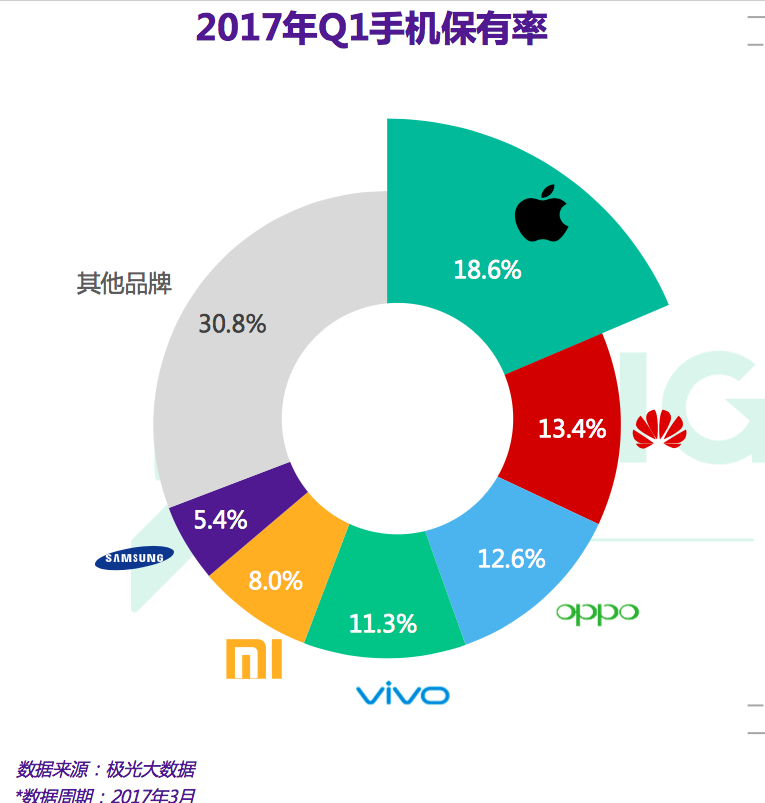 2017年Q1手机保有率
18.6%
其他品牌
30.8%
13.4%
5.4%
SAMSUNG
12.6%
8.0%
oppo
11.3%
mi
vivo
数据来源：极光大数据
*数据周期：2017年3月